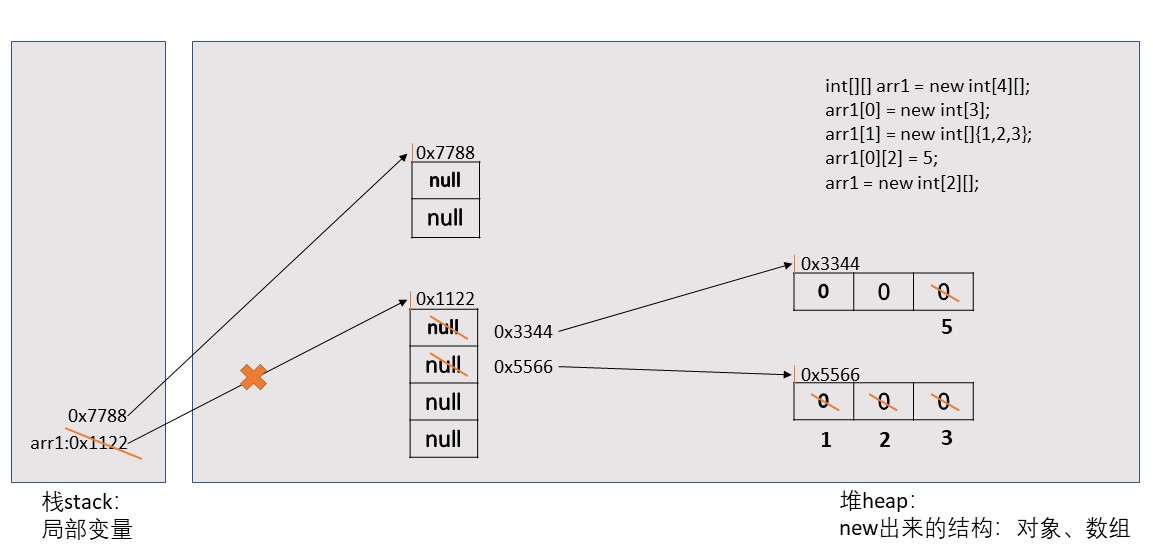 int[][] arr1 = new int[4][];
arr1[0] = new int[3];
arr1[1] = new int[]{1,2,3};
arr1[0][2] = 5;
arr1 = new int[2][];
0x7788
null
null
0x1122
null
null
null
null
0x3344
0x5566
0x3344
0 0 0
5
0x5566
0 0 0
1 2 3
0x7788
arr1:0x1122
栈stack：
局部变量
堆heap：
new出来的结构：对象、数组